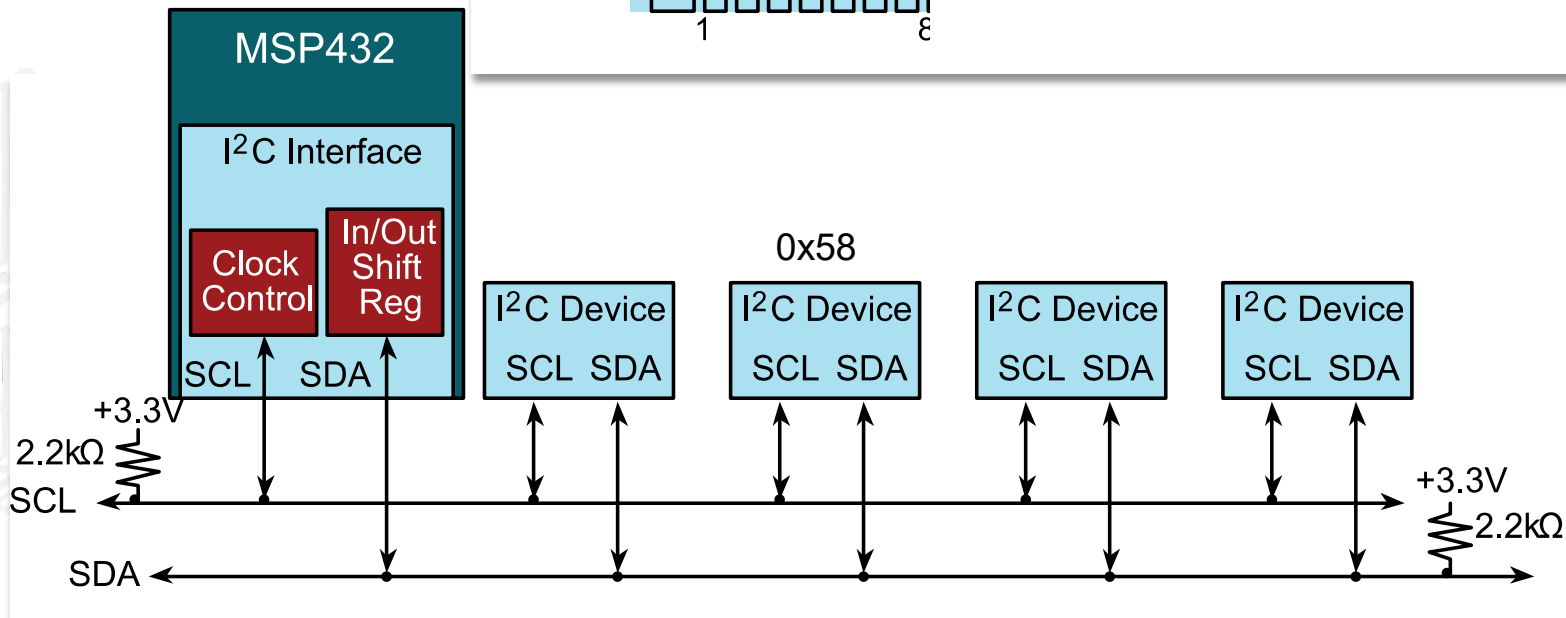 1 8
MSP432
I²C Interface
Clock
Control
In/Out
Shift
Reg
SCL SDA
0x58
I²C Device
SCL SDA
I²C Device
SCL SDA
I²C Device
SCL SDA
I²C Device
SCL SDA
+3.3V
2.2kΩ
SCL
+3.3V
2.2kΩ
SDA